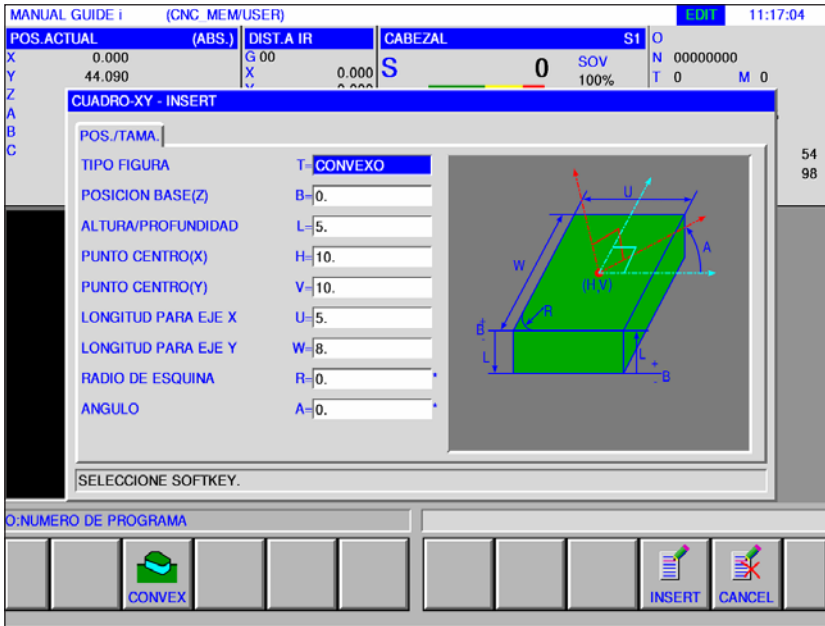 MANUAL GUIDE i (CNC_MEM/USER) EDIT 11:17:04
POS.ACTUAL (ABS.) DIST.A IR CABEZAL S1 O
X 0.000 G 00 SOV N 00000000
Y 44.090 X 0.000 S 0 100% T 0 M 0
Z
A
B
C
54
98
CUADRO-XY - INSERT
POS./TAMA.
TIPO FIGURA T= CONVEXO
POSICION BASE(Z) B= 0.
ALTURA/PROFUNDIDAD L= 5.
PUNTO CENTRO(X) H= 10.
PUNTO CENTRO(Y) V= 10.
LONGITUD PARA EJE X U= 5.
LONGITUD PARA EJE Y W= 8.
RADIO DE ESQUINA R= 0. *
ANGULO A= 0. *
U
A
W
(H,V)
R
+
B
-
L
L
+
B
-
SELECCIONE SOFTKEY.
O:NUMERO DE PROGRAMA
CONVEX INSERT CANCEL